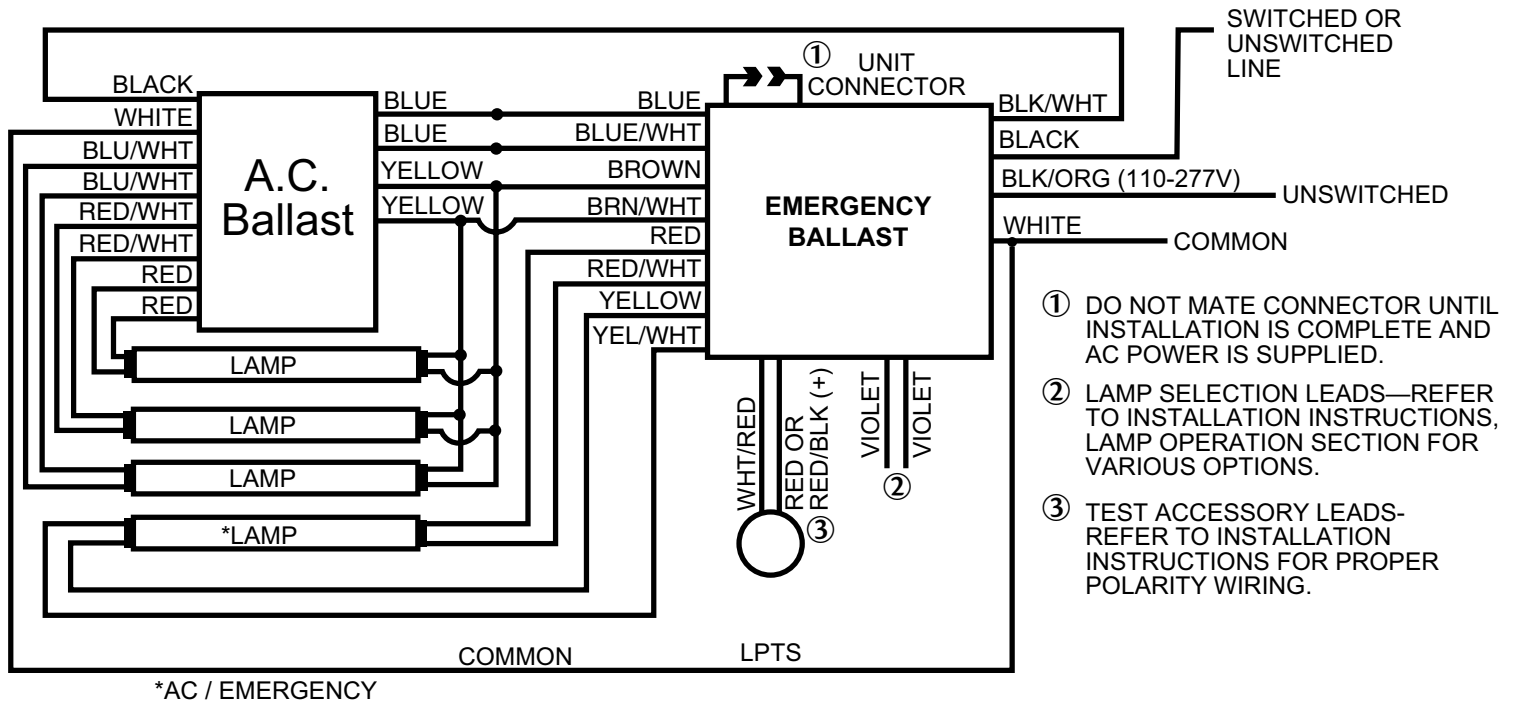 SWITCHED OR
UNSWITCHED
LINE
① UNIT
CONNECTOR
BLACK
WHITE
BLU/WHT
BLU/WHT
RED/WHT
RED/WHT
RED
RED
A.C.
Ballast
BLUE
BLUE
YELLOW
YELLOW
BLUE
BLUE/WHT
BROWN
BRN/WHT
RED
RED/WHT
YELLOW
YEL/WHT
EMERGENCY
BALLAST
BLK/WHT
BLACK
BLK/ORG (110-277V)
UNSWITCHED
WHITE
COMMON
LAMP
LAMP
LAMP
*LAMP
WHT/RED
RED OR
RED/BLK (+)
③
VIOLET
VIOLET
②
① DO NOT MATE CONNECTOR UNTIL
INSTALLATION IS COMPLETE AND
AC POWER IS SUPPLIED.
② LAMP SELECTION LEADS—REFER
TO INSTALLATION INSTRUCTIONS,
LAMP OPERATION SECTION FOR
VARIOUS OPTIONS.
③ TEST ACCESSORY LEADS-
REFER TO INSTALLATION
INSTRUCTIONS FOR PROPER
POLARITY WIRING.
COMMON
LPTS
*AC / EMERGENCY